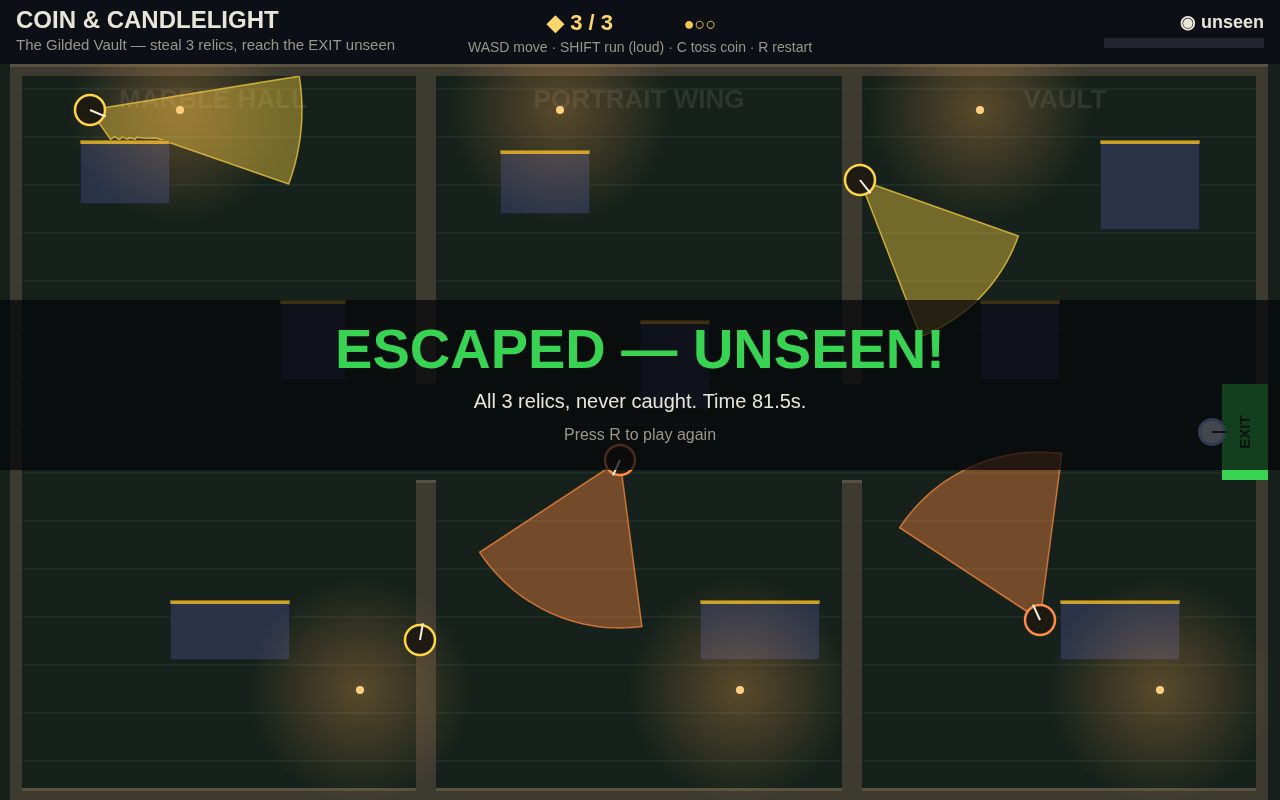 COIN & CANDLELIGHT
The Gilded Vault — steal 3 relics, reach the EXIT unseen
◆ 3 / 3 ●○○
WASD move · SHIFT run (loud) · C toss coin · R restart
◉ unseen
MARBLE HALL
PORTRAIT WING
VAULT
ESCAPED — UNSEEN!
All 3 relics, never caught. Time 81.5s.
Press R to play again
EXIT